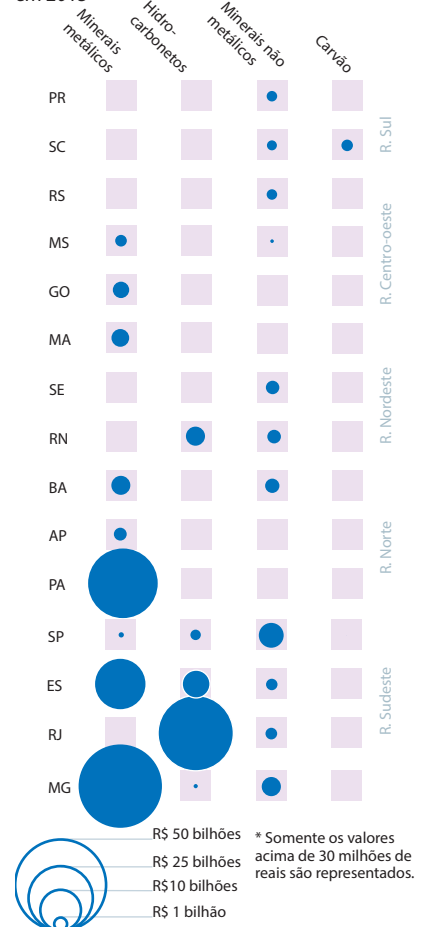 Minerais
metálicos
Hidro-
carbonetos
Minerais não
metálicos
Carvão
PR
SC
R. Sul
RS
MS
R. Centro-oeste
GO
MA
SE
R. Nordeste
RN
BA
AP
R. Norte
PA
SP
ES
R. Sudeste
RJ
MG
R$ 50 bilhões
R$ 25 bilhões
R$10 bilhões
R$ 1 bilhão
* Somente os valores
acima de 30 milhões de
reais são representados.